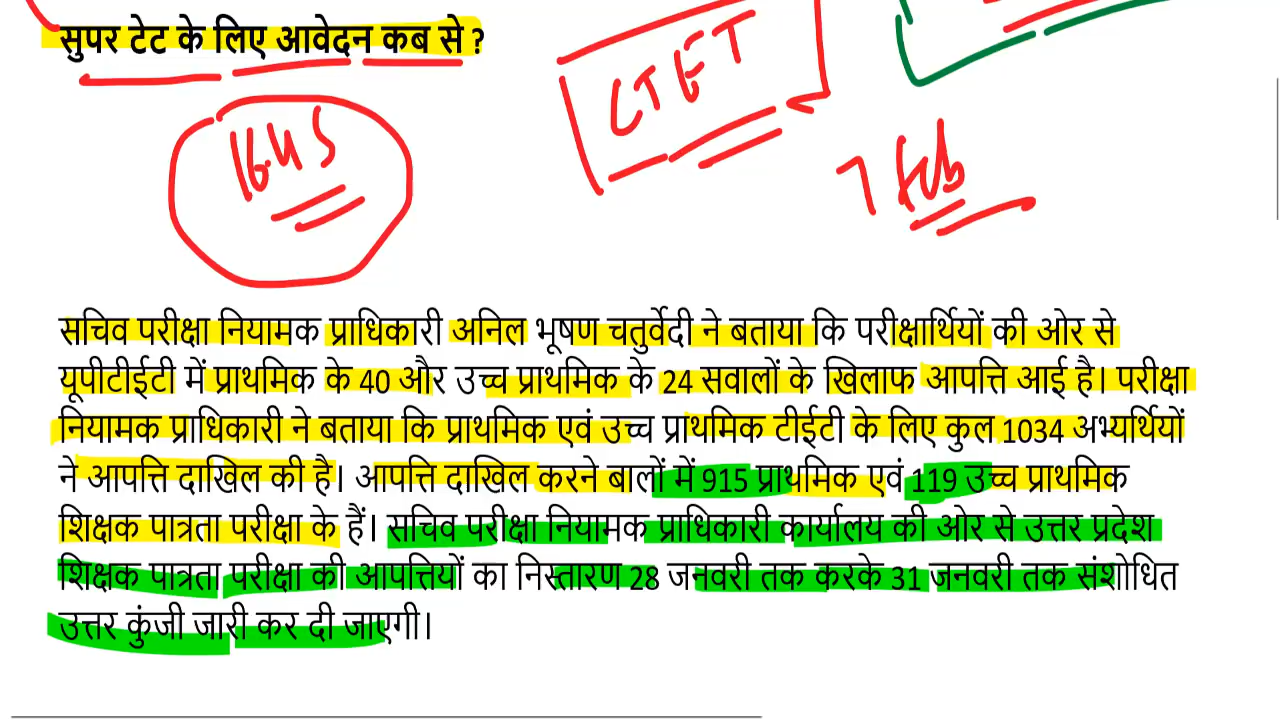 सुपर टेट के लिए आवेदन कब से ?
CTET
16.45
7 Feb
सचिव परीक्षा नियामक प्राधिकारी अनिल भूषण चतुर्वेदी ने बताया कि परीक्षार्थियों की ओर से
यूपीटीईटी में प्राथमिक के 40 और उच्च प्राथमिक के 24 सवालों के खिलाफ आपत्ति आई है। परीक्षा
नियामक प्राधिकारी ने बताया कि प्राथमिक एवं उच्च प्राथमिक टीईटी के लिए कुल 1034 अभ्यर्थियों
ने आपत्ति दाखिल की है। आपत्ति दाखिल करने बालों में 915 प्राथमिक एवं 119 उच्च प्राथमिक
शिक्षक पात्रता परीक्षा के हैं। सचिव परीक्षा नियामक प्राधिकारी कार्यालय की ओर से उत्तर प्रदेश
शिक्षक पात्रता परीक्षा की आपत्तियों का निस्तारण 28 जनवरी तक करके 31 जनवरी तक संशोधित
उत्तर कुंजी जारी कर दी जाएगी।